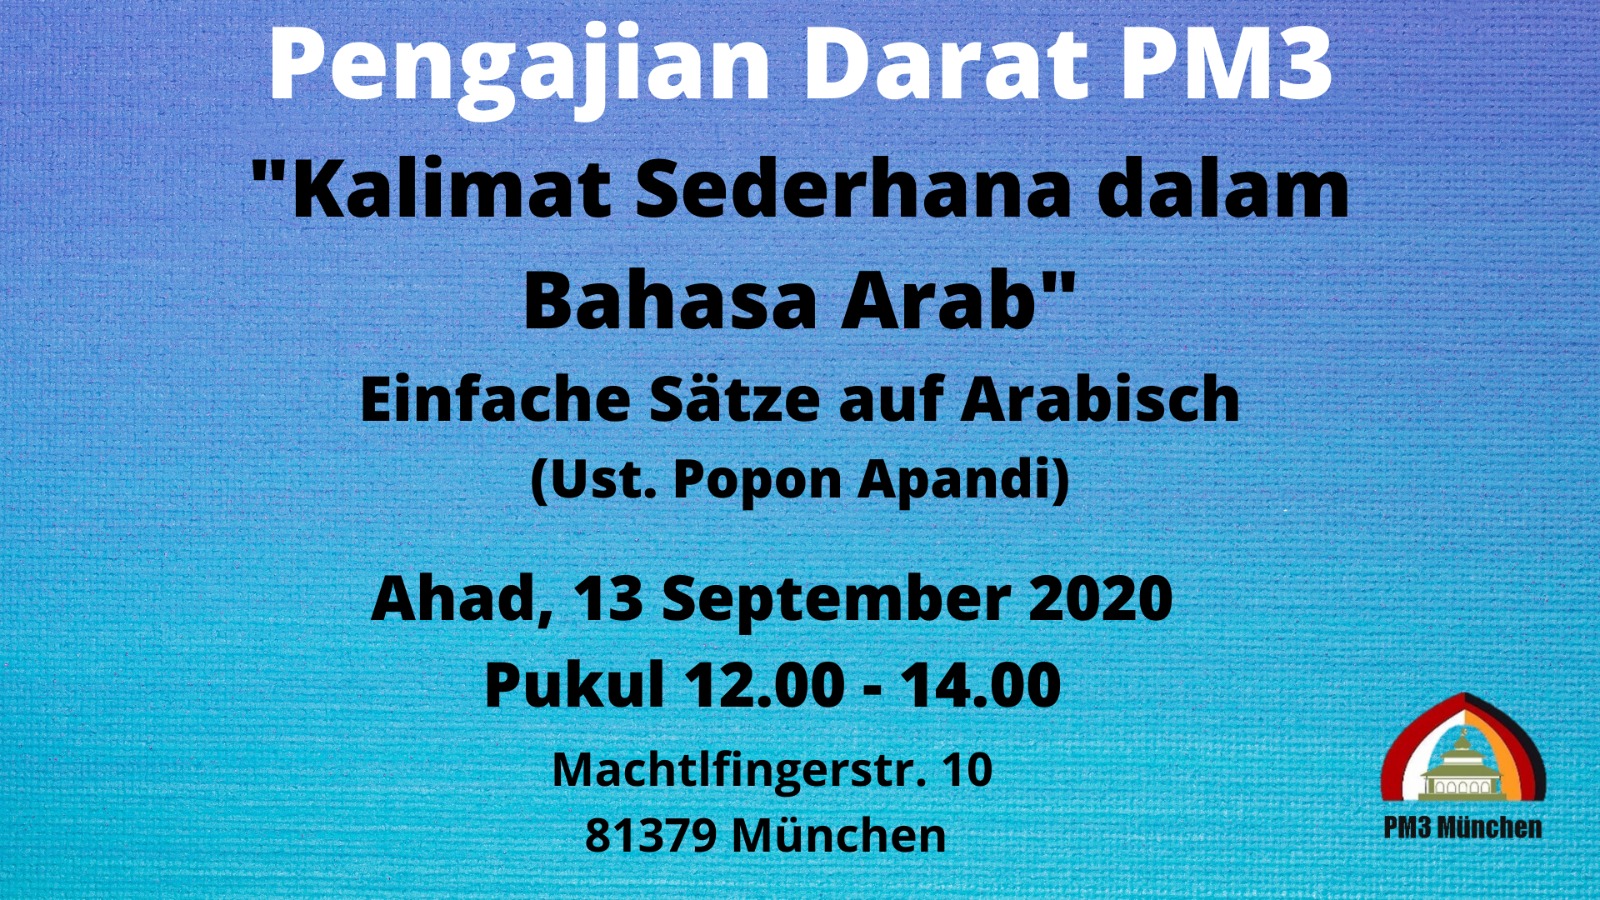 Pengajian Darat PM3
"Kalimat Sederhana dalam
Bahasa Arab"
Einfache Sätze auf Arabisch
(Ust. Popon Apandi)
Ahad, 13 September 2020
Pukul 12.00 - 14.00
Machtlfingerstr. 10
81379 München
PM3 München